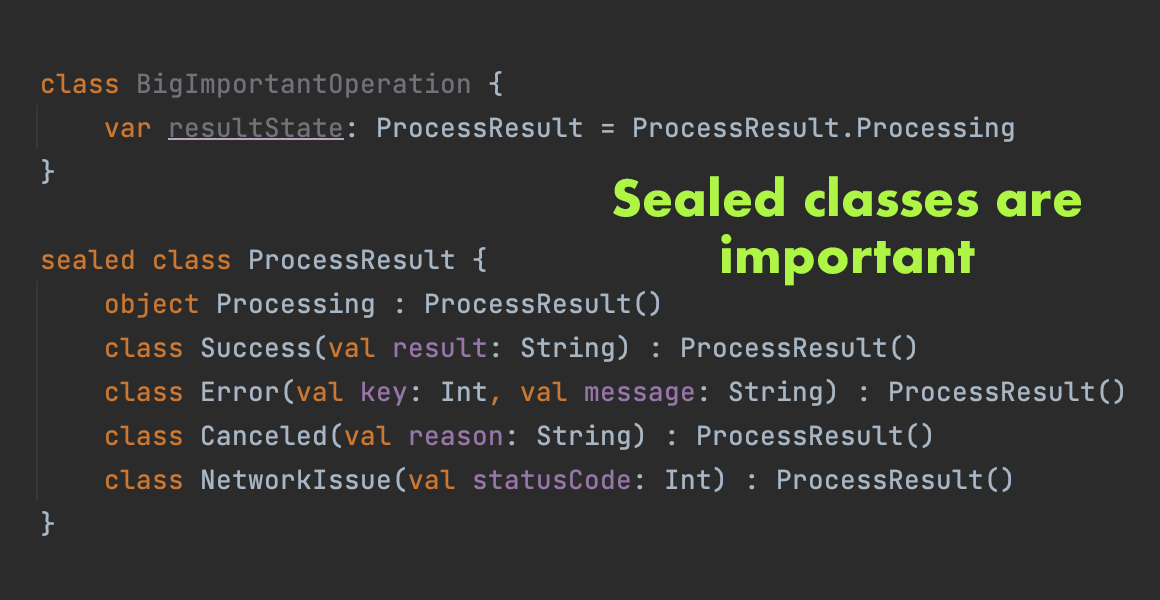 class BigImportantOperation {
    var resultState: ProcessResult = ProcessResult.Processing
}
Sealed classes are
important
sealed class ProcessResult {
    object Processing : ProcessResult()
    class Success(val result: String) : ProcessResult()
    class Error(val key: Int, val message: String) : ProcessResult()
    class Canceled(val reason: String) : ProcessResult()
    class NetworkIssue(val statusCode: Int) : ProcessResult()
}